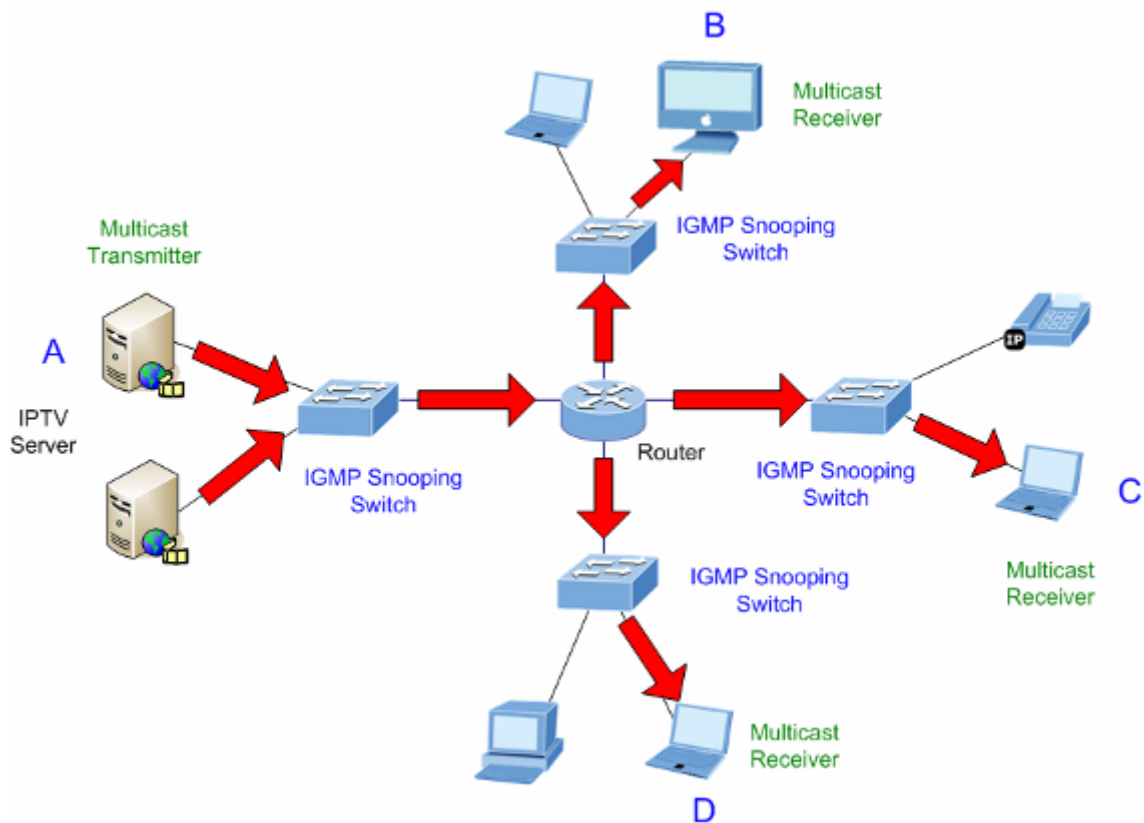 B
Multicast
Receiver
IGMP Snooping
Switch
Multicast
Transmitter
A
IPTV
Server
IGMP Snooping
Switch
Router
IP
IGMP Snooping
Switch
C
Multicast
Receiver
IGMP Snooping
Switch
Multicast
Receiver
D